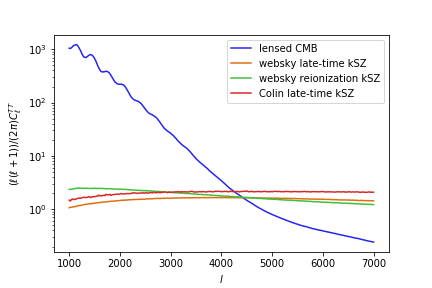 lensed CMB
websky late-time kSZ
websky reionization kSZ
Colin late-time kSZ
10³
10²
10¹
10⁰
(ℓ(ℓ + 1))/(2π)C_ℓ^{TT}
1000 2000 3000 4000 5000 6000 7000
l